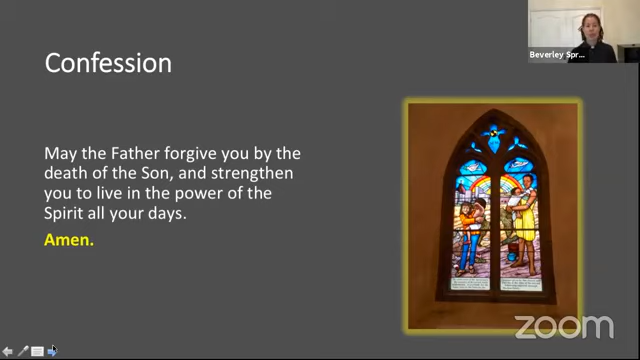 Confession
Beverley Spr...
May the Father forgive you by the
death of the Son, and strengthen
you to live in the power of the
Spirit all your days.
Amen.
zoom